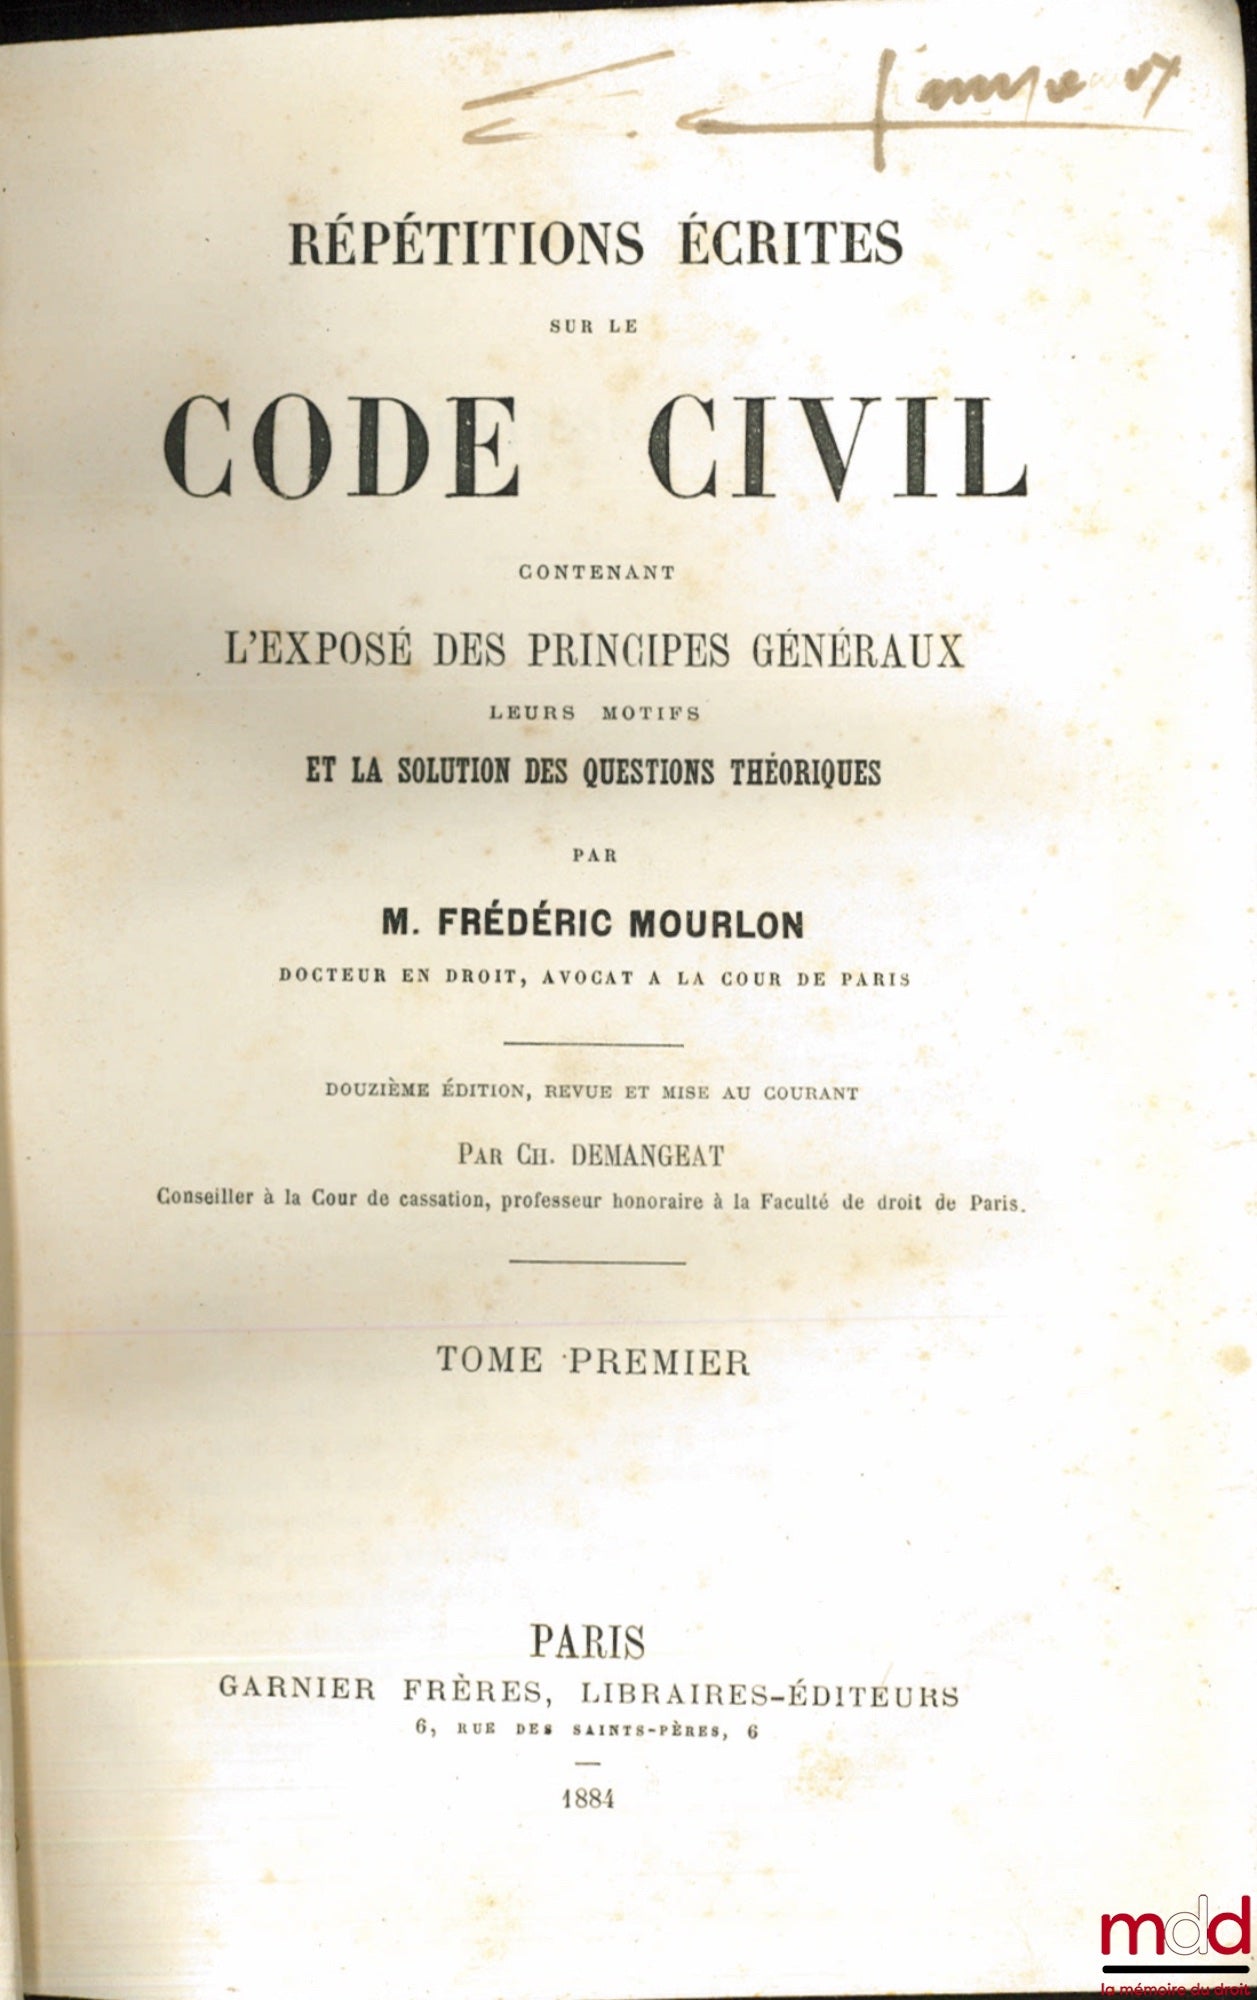 RÉPÉTITIONS ÉCRITES
SUR LE
CODE CIVIL
CONTENANT
L'EXPOSÉ DES PRINCIPES GÉNÉRAUX
LEURS MOTIFS
ET LA SOLUTION DES QUESTIONS THÉORIQUES
PAR
M. FRÉDÉRIC MOURLON
DOCTEUR EN DROIT, AVOCAT A LA COUR DE PARIS
DOUZIÈME ÉDITION, REVUE ET MISE AU COURANT
PAR CH. DEMANGEAT
Conseiller à la Cour de cassation, professeur honoraire à la Faculté de droit de Paris.
TOME PREMIER
PARIS
GARNIER FRÈRES, LIBRAIRES-ÉDITEURS
6, RUE DES SAINTS-PÈRES, 6
1884
mdd
la mémoire du droit